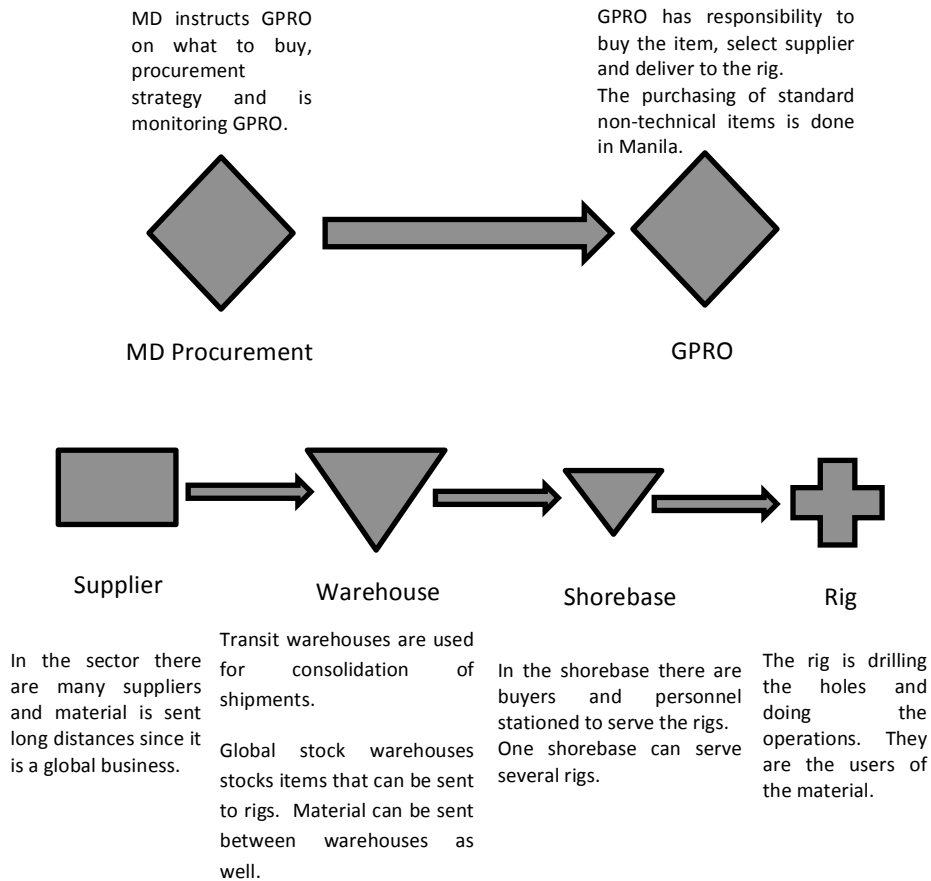 MD instructs GPRO
on what to buy,
procurement
strategy and is
monitoring GPRO.
GPRO has responsibility to
buy the item, select supplier
and deliver to the rig.
The purchasing of standard
non-technical items is done
in Manila.
MD Procurement
GPRO
Supplier
Warehouse
Shorebase
Rig
In the sector there
are many suppliers
and material is sent
long distances since it
is a global business.
Transit warehouses are used
for consolidation of
shipments.
Global stock warehouses
stocks items that can be sent
to rigs. Material can be sent
between warehouses as
well.
In the shorebase there are
buyers and personnel
stationed to serve the rigs.
One shorebase can serve
several rigs.
The rig is drilling
the holes and
doing the
operations. They
are the users of
the material.